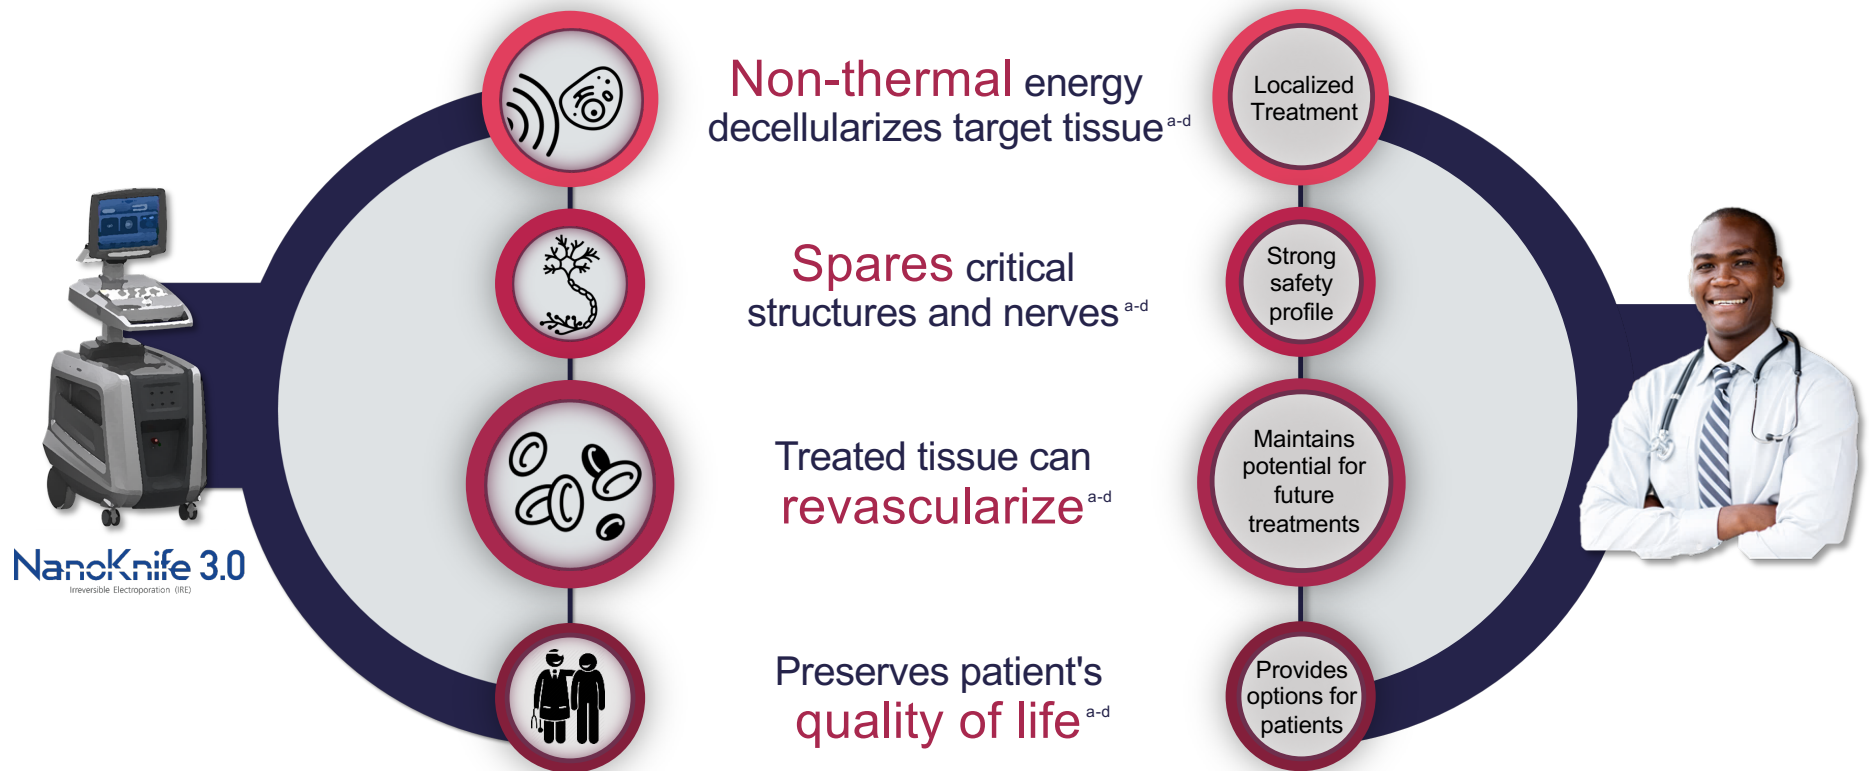 Non-thermal energy
decellularizes target tissue a-d
Localized
Treatment
Spares critical
structures and nerves a-d
Strong
safety
profile
Treated tissue can
revascularize a-d
Maintains
potential for
future
treatments
NanoKnife 3.0
Irreversible Electroporation (IRE)
Preserves patient's
quality of life a-d
Provides
options for
patients